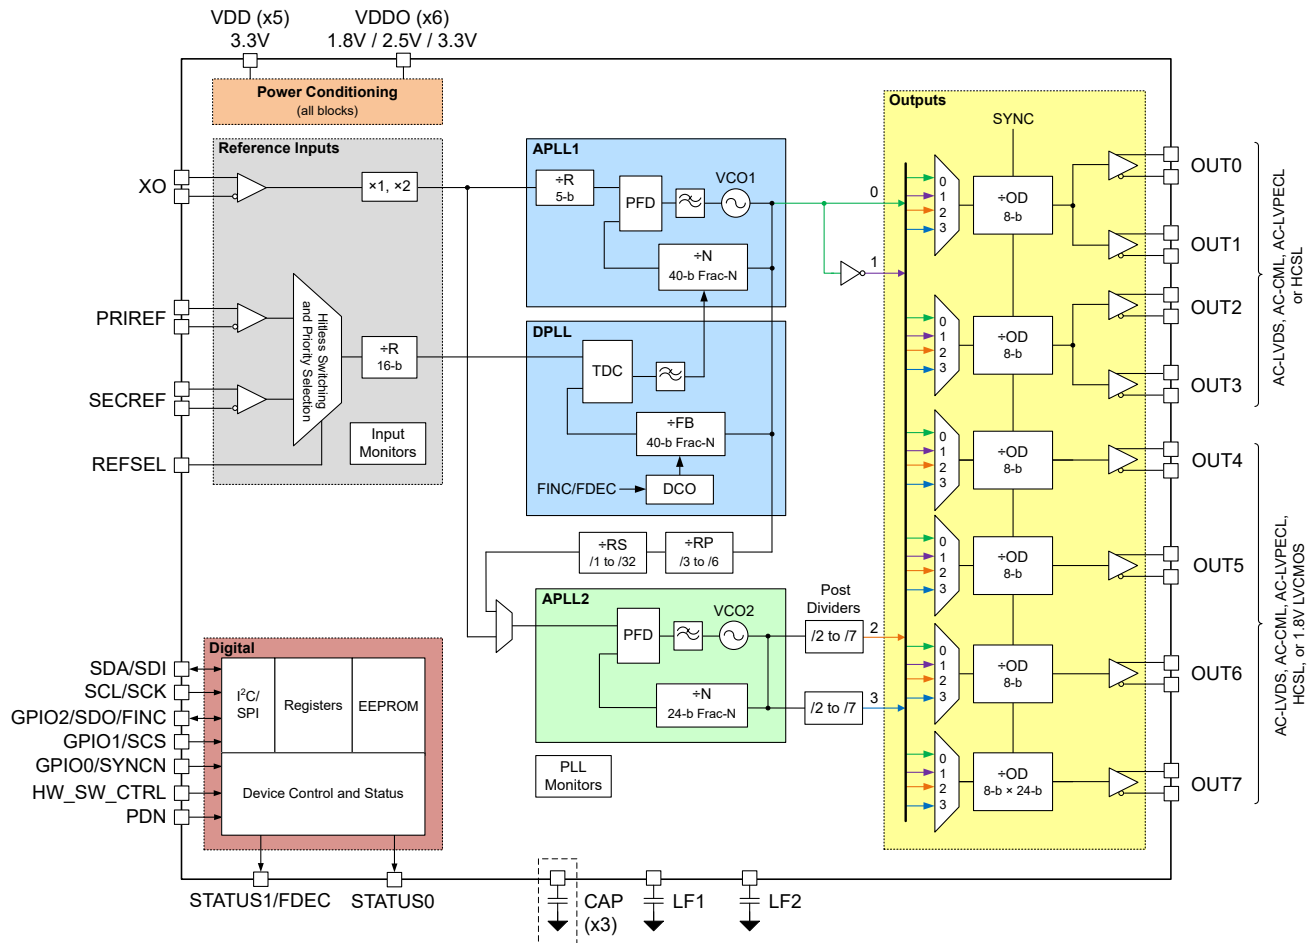 VDD (x5)
3.3V
VDDO (x6)
1.8V / 2.5V / 3.3V
Power Conditioning
(all blocks)
Reference Inputs
XO
×1, ×2
PRIREF
SECREF
REFSEL
Hitless Switching
and Priority Selection
÷R
16-b
Input
Monitors
APLL1
÷R
5-b
PFD
VCO1
÷N
40-b Frac-N
DPLL
TDC
÷FB
40-b Frac-N
FINC/FDEC
DCO
÷RS
/1 to /32
÷RP
/3 to /6
APLL2
PFD
VCO2
÷N
24-b Frac-N
Post
Dividers
/2 to /7
/2 to /7
PLL
Monitors
0
1
2
3
Outputs
SYNC
0
1
2
3
÷OD
8-b
OUT0
OUT1
0
1
2
3
÷OD
8-b
OUT2
OUT3
0
1
2
3
÷OD
8-b
OUT4
0
1
2
3
÷OD
8-b
OUT5
0
1
2
3
÷OD
8-b
OUT6
0
1
2
3
÷OD
8-b × 24-b
OUT7
AC-LVDS, AC-CML, AC-LVPECL
or HCSL
AC-LVDS, AC-CML, AC-LVPECL,
HCSL, or 1.8V LVCMOS
Digital
SDA/SDI
SCL/SCK
GPIO2/SDO/FINC
GPIO1/SCS
GPIO0/SYNCN
HW_SW_CTRL
PDN
I²C/
SPI
Registers
EEPROM
Device Control and Status
STATUS1/FDEC
STATUS0
CAP
(x3)
LF1
LF2